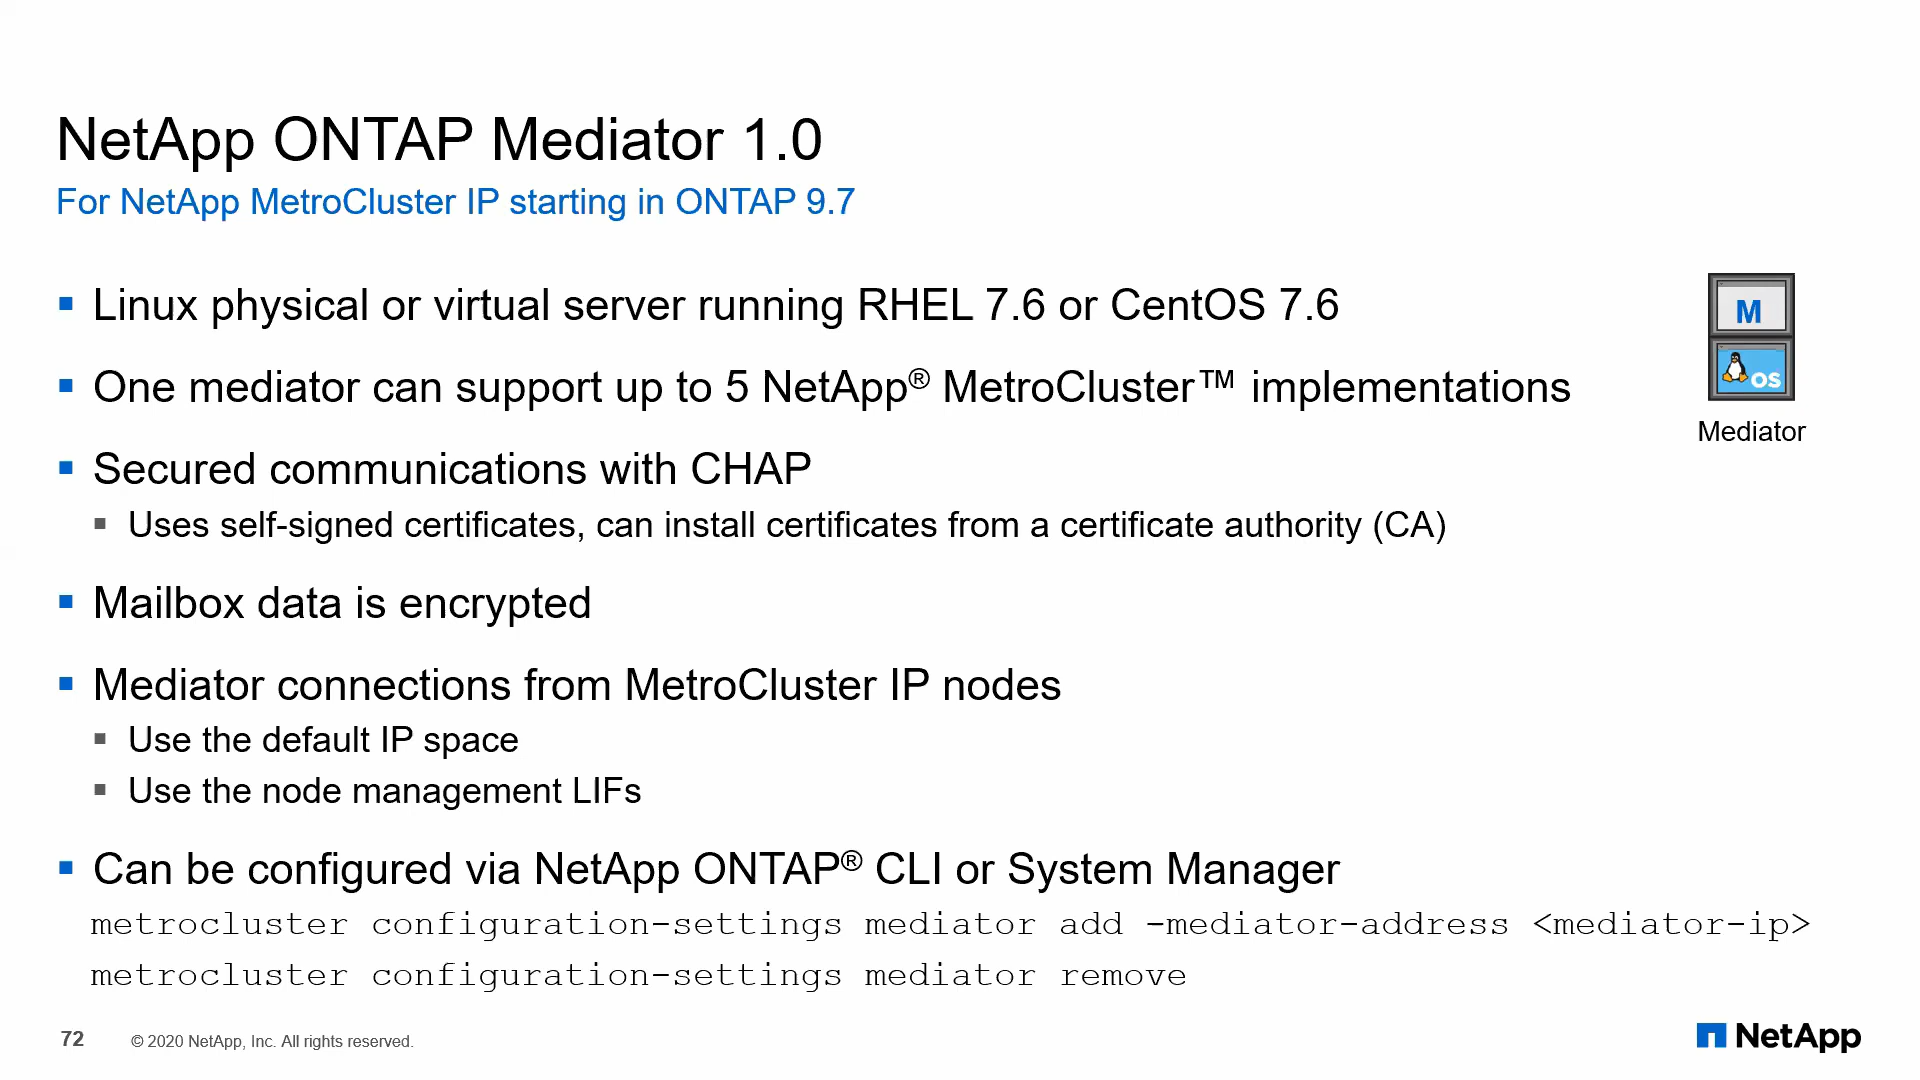 NetApp ONTAP Mediator 1.0
For NetApp MetroCluster IP starting in ONTAP 9.7
▪ Linux physical or virtual server running RHEL 7.6 or CentOS 7.6
▪ One mediator can support up to 5 NetApp® MetroCluster™ implementations
▪ Secured communications with CHAP
▪ Uses self-signed certificates, can install certificates from a certificate authority (CA)
▪ Mailbox data is encrypted
▪ Mediator connections from MetroCluster IP nodes
▪ Use the default IP space
▪ Use the node management LIFs
▪ Can be configured via NetApp ONTAP® CLI or System Manager
metrocluster configuration-settings mediator add -mediator-address <mediator-ip>
metrocluster configuration-settings mediator remove
M
OS
Mediator
72 © 2020 NetApp, Inc. All rights reserved.
NetApp